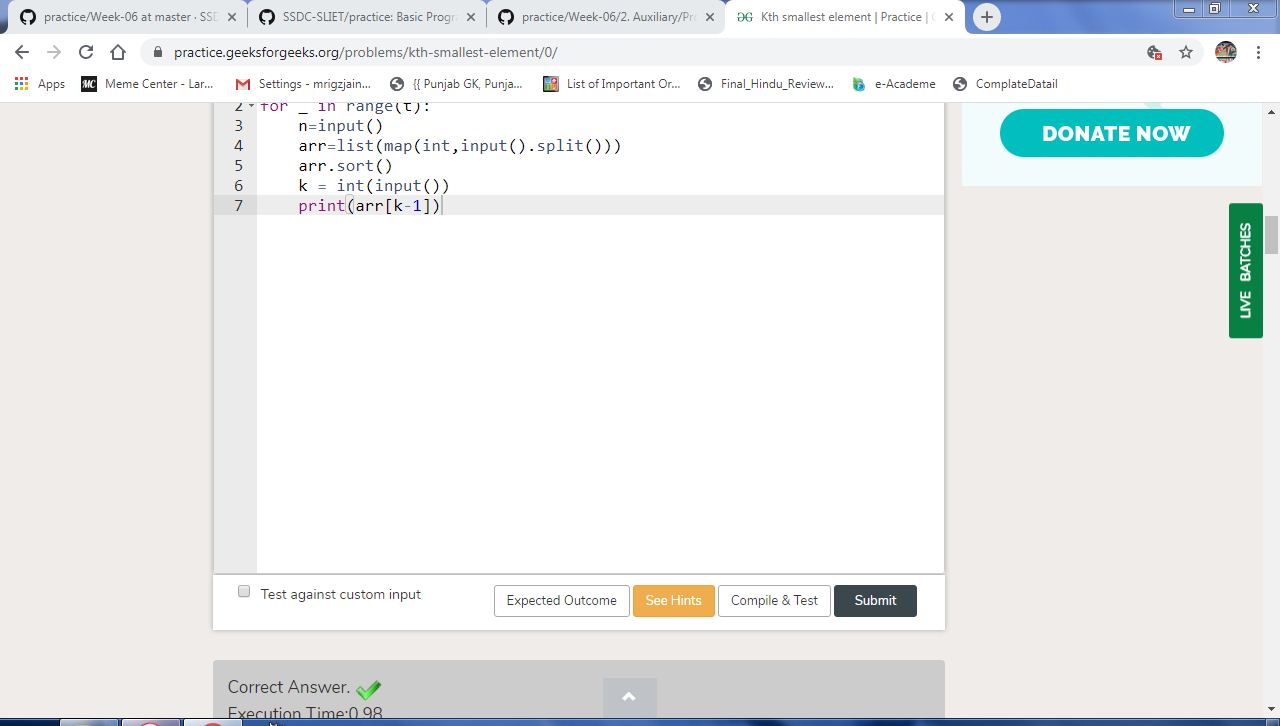 practice/Week-06 at master · SSD
SSDC-SLIET/practice: Basic Progra
practice/Week-06/2. Auxiliary/Pro
Kth smallest element | Practice |
practice.geeksforgeeks.org/problems/kth-smallest-element/0/
Apps
MC Meme Center - Lar...
Settings - mrigzjain...
{{ Punjab GK, Punja...
List of Important Or...
Final_Hindu_Review...
e-Academe
ComplateDatail
2 for _ in range(t):
3 n=input()
4 arr=list(map(int,input().split()))
5 arr.sort()
6 k = int(input())
7 print(arr[k-1])
DONATE NOW
LIVE BATCHES
Test against custom input
Expected Outcome
See Hints
Compile & Test
Submit
Correct Answer.
Execution Time:0.98